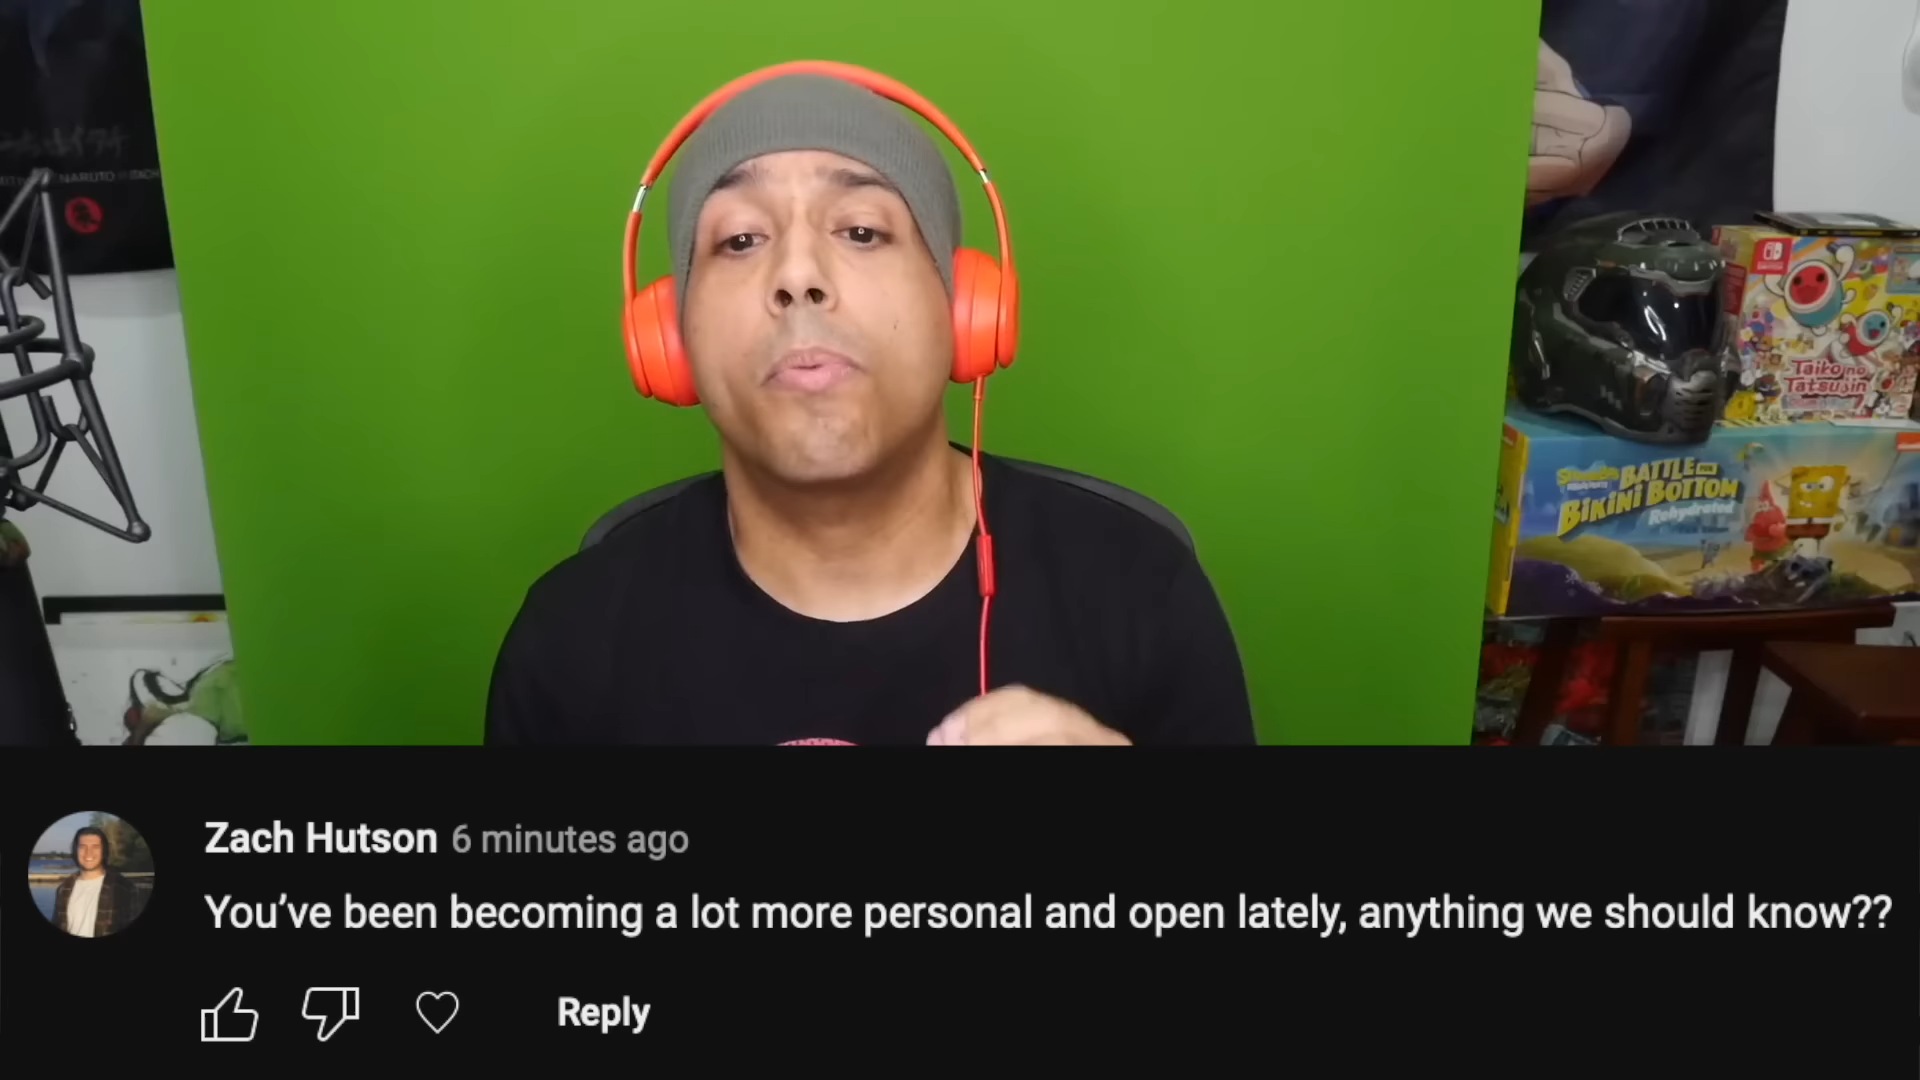 NARUTO
Taiko no
Tatsujin
BATTLE FOR
BIKINI BOTTOM
Rehydrated
Zach Hutson 6 minutes ago
You’ve been becoming a lot more personal and open lately, anything we should know??
Reply